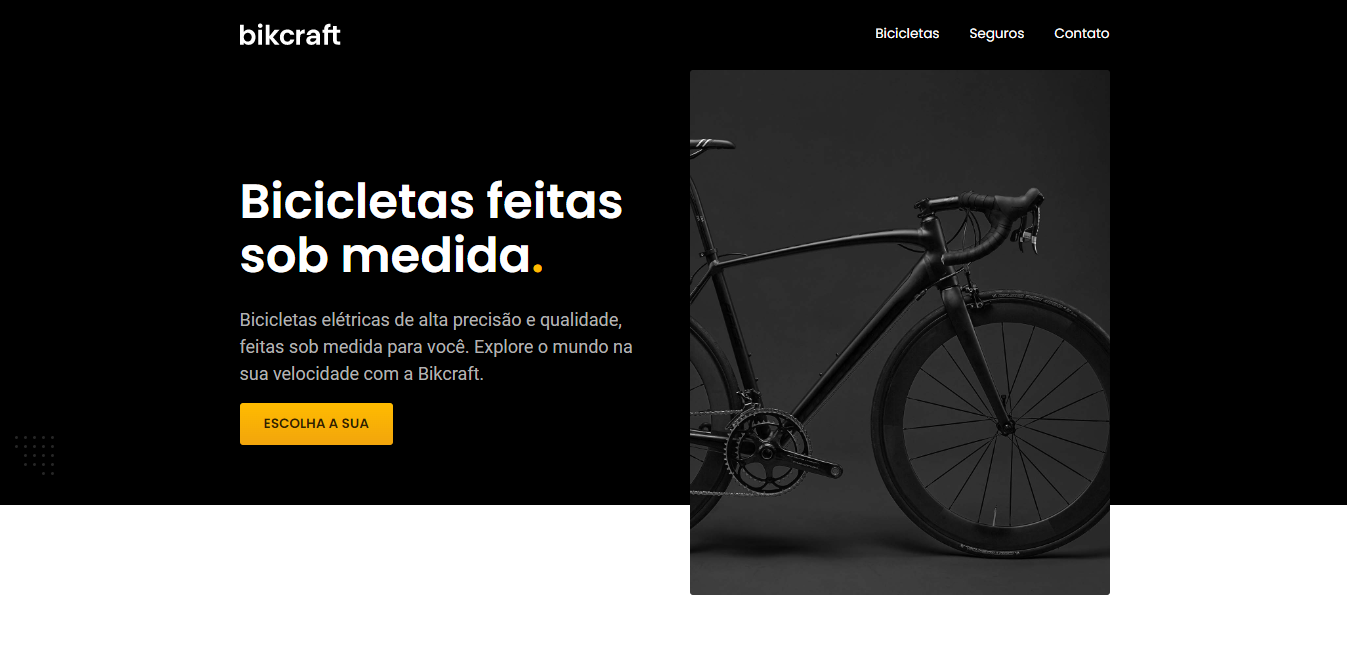 bikcraft
Bicicletas Seguros Contato
Bicicletas feitas
sob medida.
Bicicletas elétricas de alta precisão e qualidade,
feitas sob medida para você. Explore o mundo na
sua velocidade com a Bikcraft.
ESCOLHA A SUA